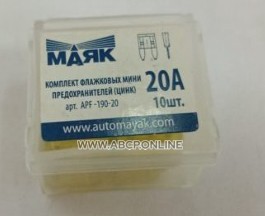 МАЯК
КОМПЛЕКТ ФЛАЖКОВЫХ МИНИ
ПРЕДОХРАНИТЕЛЕЙ (ЦИНК)
арт. APF-190-20
20А
10шт.
www.automayak.com
WWW.ABCPONLINE